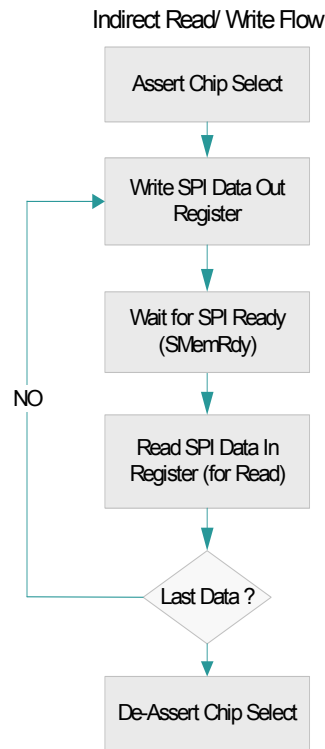 Indirect Read/ Write Flow
Assert Chip Select
Write SPI Data Out
Register
Wait for SPI Ready
(SMemRdy)
NO
Read SPI Data In
Register (for Read)
Last Data ?
De-Assert Chip Select